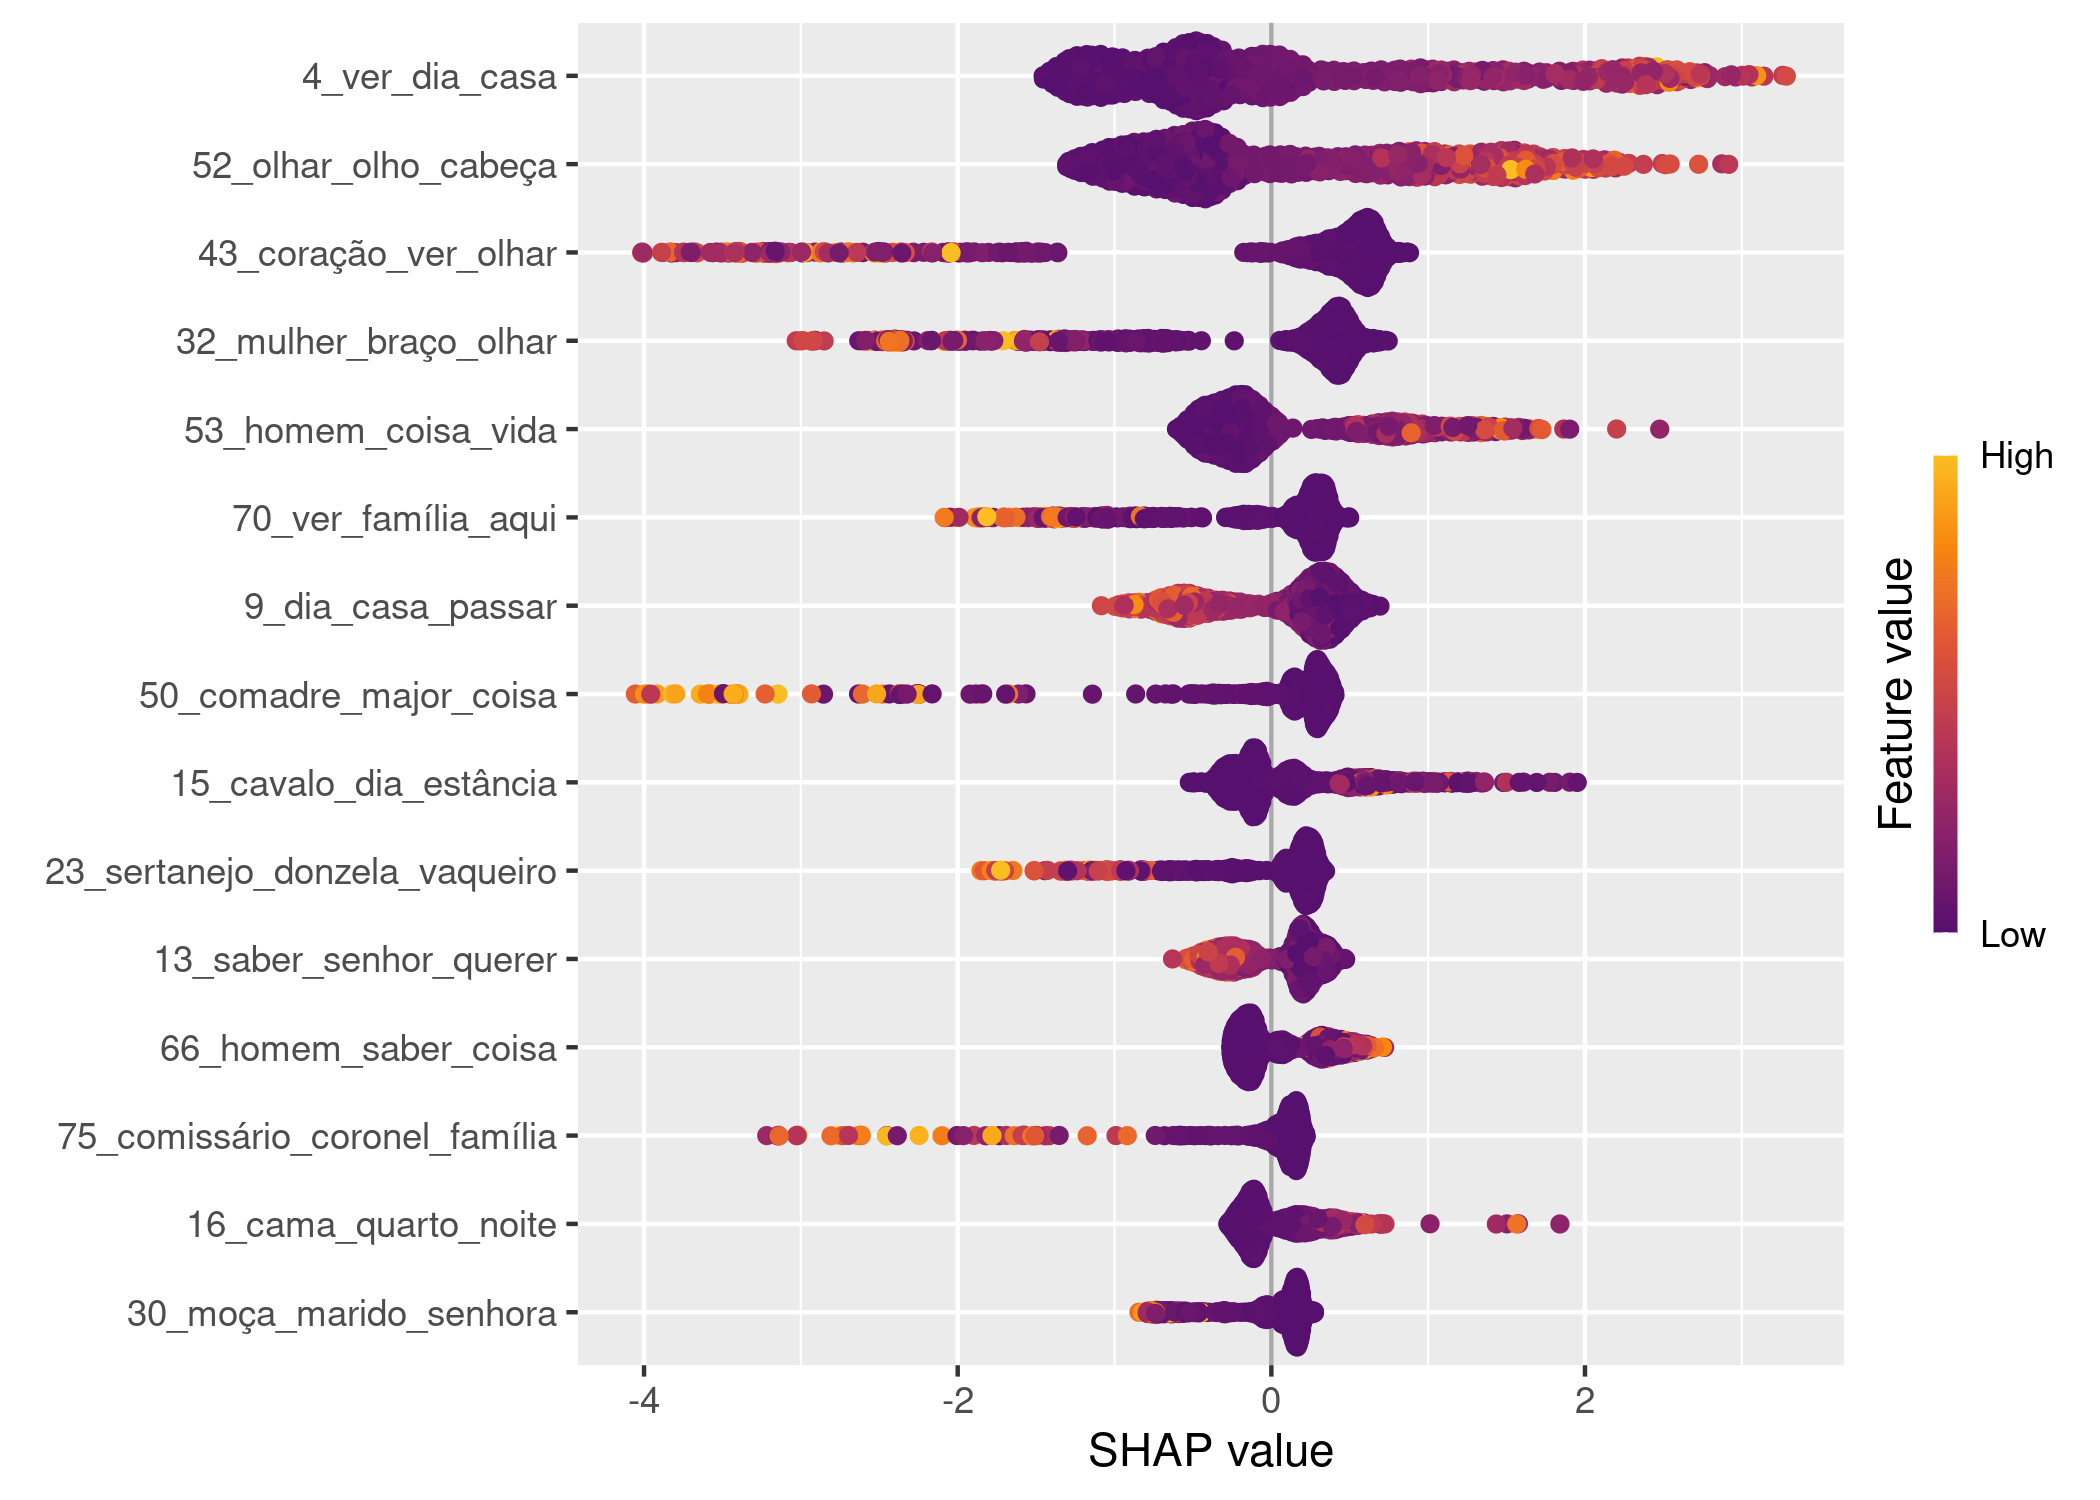 4_ver_dia_casa
52_olhar_olho_cabeça
43_coração_ver_olhar
32_mulher_braço_olhar
53_homem_coisa_vida
70_ver_família_aqui
9_dia_casa_passar
50_comadre_major_coisa
15_cavalo_dia_estância
23_sertanejo_donzela_vaqueiro
13_saber_senhor_querer
66_homem_saber_coisa
75_comissário_coronel_família
16_cama_quarto_noite
30_moça_marido_senhora
-4
-2
0
2
SHAP value
Feature value
High
Low